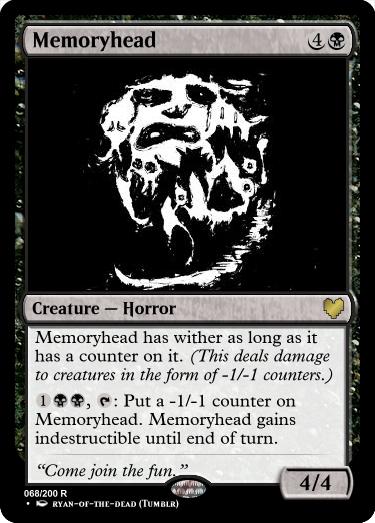 Memoryhead 4
Creature — Horror
Memoryhead has wither as long as it
has a counter on it. (This deals damage
to creatures in the form of -1/-1 counters.)
1, : Put a -1/-1 counter on
Memoryhead. Memoryhead gains
indestructible until end of turn.
“Come join the fun.”
4/4
068/200 R
• RYAN-OF-THE-DEAD (TUMBLR)